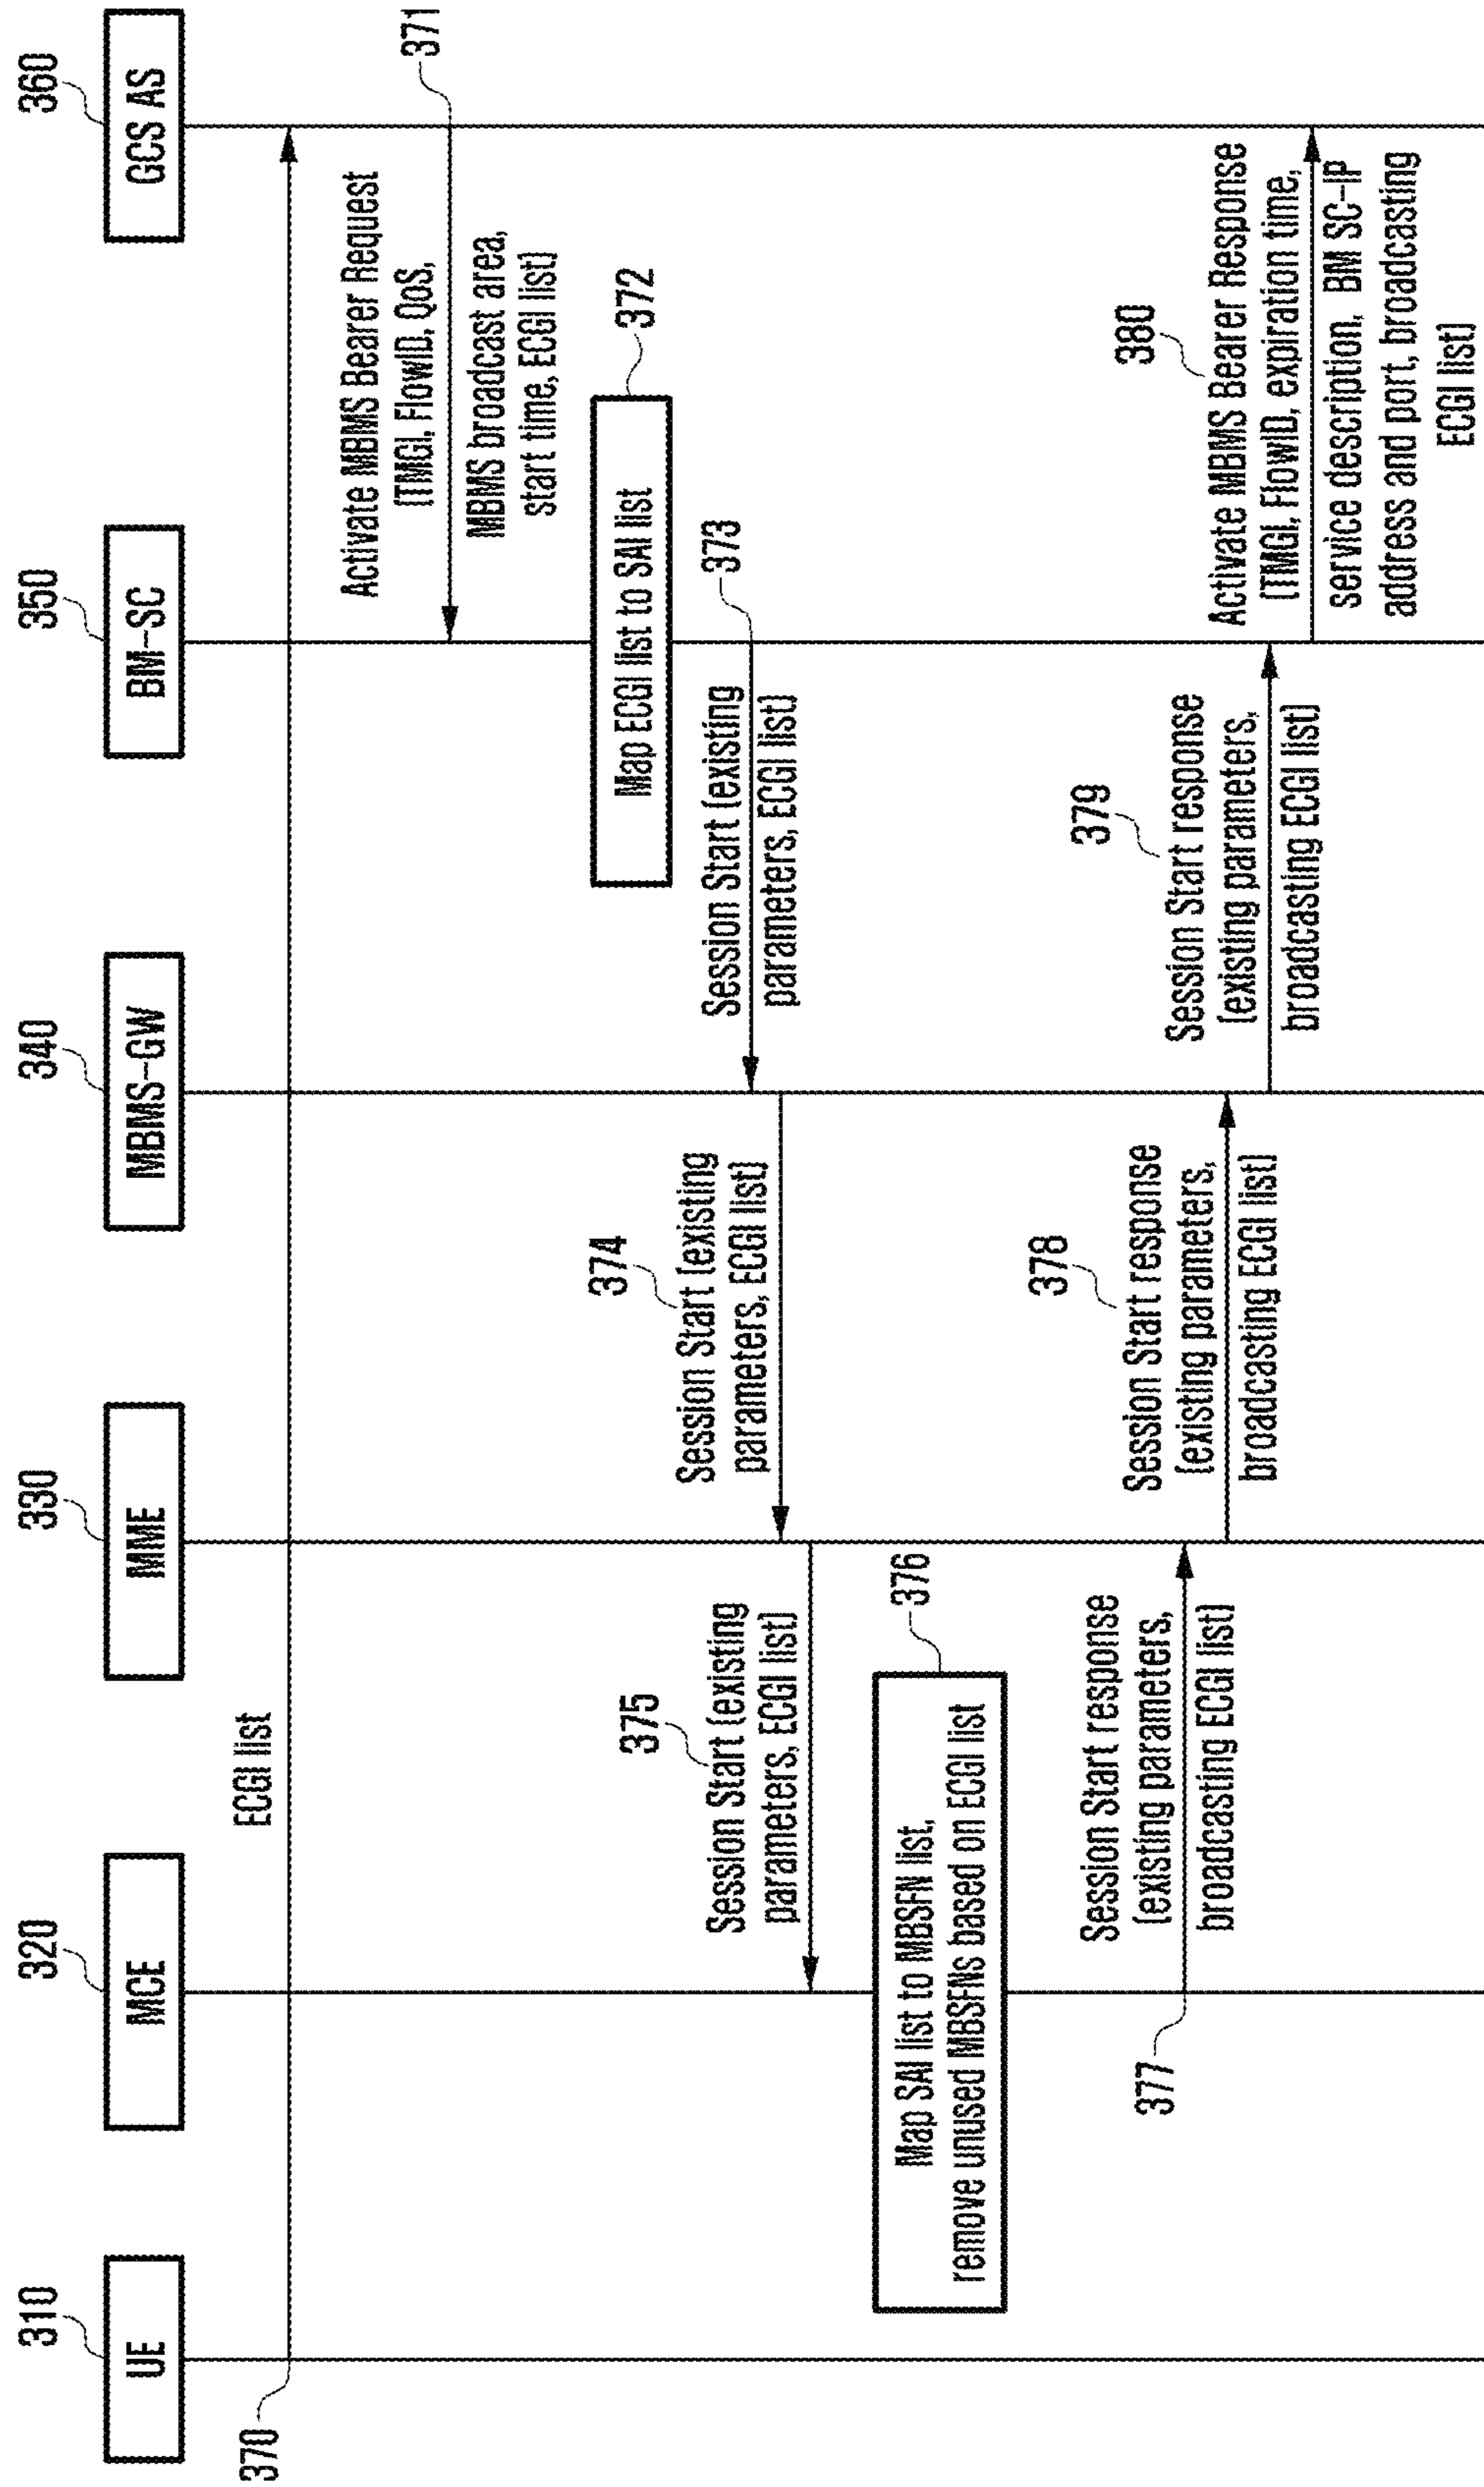 310
UE
320
MCE
330
MME
340
MBMS-GW
350
BM-SC
360
GCS AS
370
ECGI list
371
Activate MBMS Bearer Request
(TMGI, FlowID, QoS,
MBMS broadcast area,
start time, ECGI list)
372
Map ECGI list to SAI list
373
Session Start (existing
parameters, ECGI list)
374
Session Start (existing
parameters, ECGI list)
375
Session Start (existing
parameters, ECGI list)
376
Map SAI list to MBSFN list,
remove unused MBSFNs based on ECGI list
377
Session Start response
(existing parameters,
broadcasting ECGI list)
378
Session Start response
(existing parameters,
broadcasting ECGI list)
379
Session Start response
(existing parameters,
broadcasting ECGI list)
380
Activate MBMS Bearer Response
(TMGI, FlowID, expiration time,
service description, BM SC-IP
address and port, broadcasting
ECGI list)